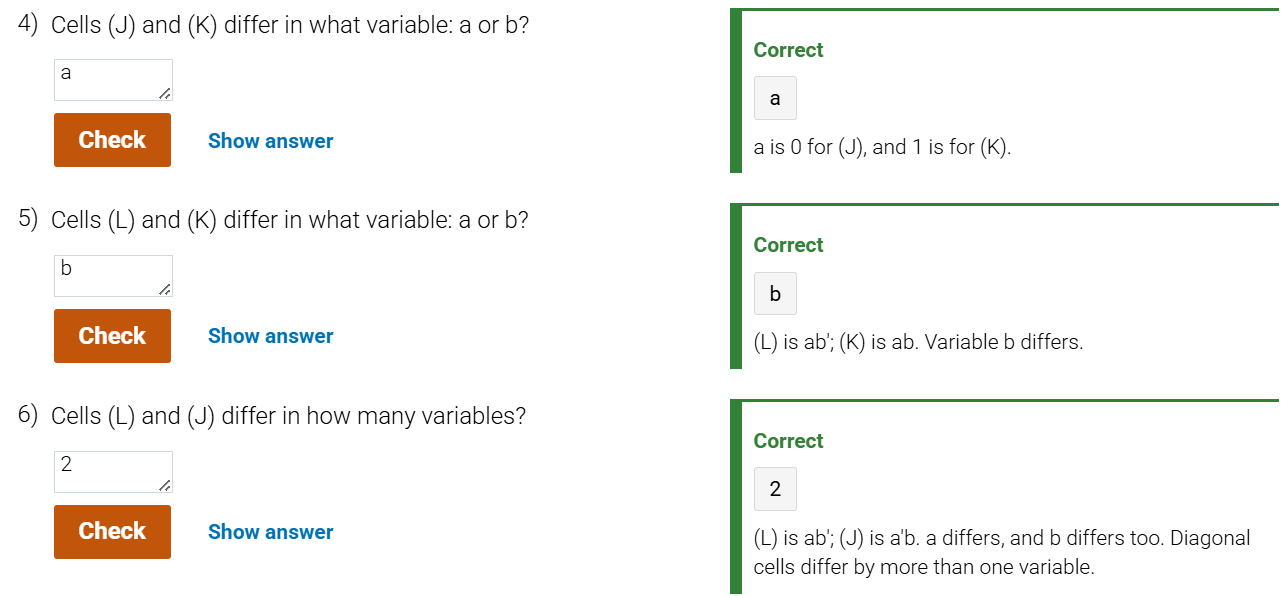 4) Cells (J) and (K) differ in what variable: a or b?
a
Check Show answer
Correct
a
a is 0 for (J), and 1 is for (K).
5) Cells (L) and (K) differ in what variable: a or b?
b
Check Show answer
Correct
b
(L) is ab'; (K) is ab. Variable b differs.
6) Cells (L) and (J) differ in how many variables?
2
Check Show answer
Correct
2
(L) is ab'; (J) is a'b. a differs, and b differs too. Diagonal
cells differ by more than one variable.